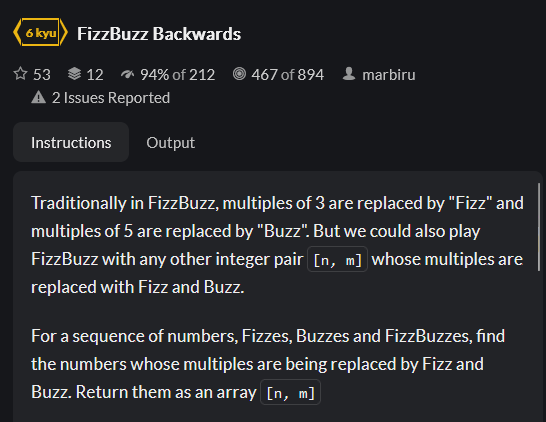 6 kyu FizzBuzz Backwards
53 12 94% of 212 467 of 894 marbiru
2 Issues Reported
Instructions Output
Traditionally in FizzBuzz, multiples of 3 are replaced by "Fizz" and
multiples of 5 are replaced by "Buzz". But we could also play
FizzBuzz with any other integer pair [n, m] whose multiples are
replaced with Fizz and Buzz.
For a sequence of numbers, Fizzes, Buzzes and FizzBuzzes, find
the numbers whose multiples are being replaced by Fizz and
Buzz. Return them as an array [n, m]